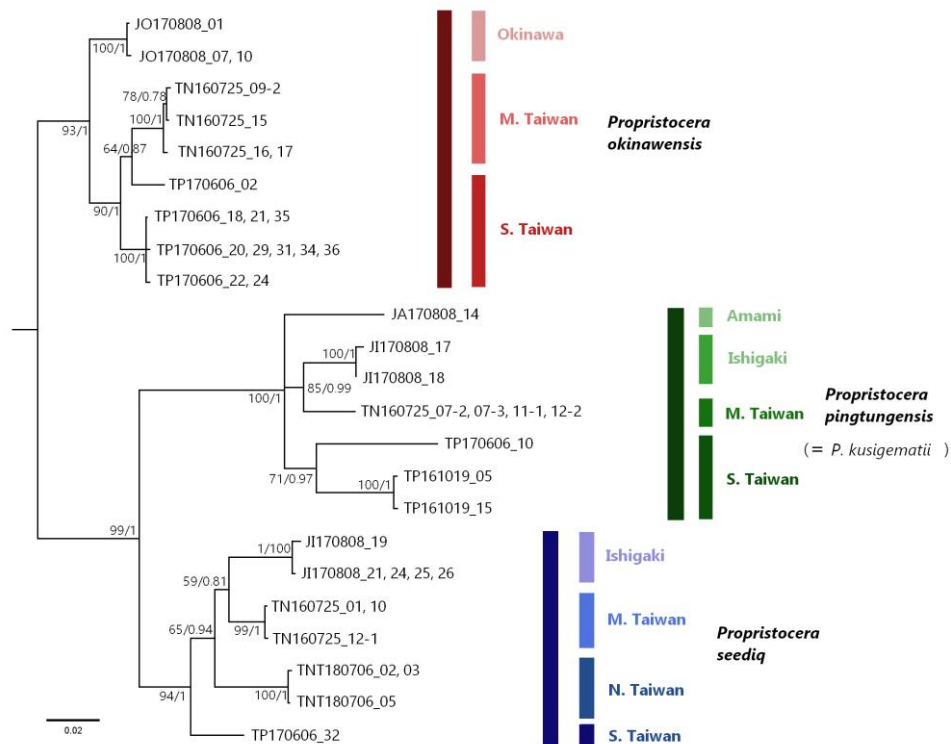 JO170808_01
100/1
JO170808_07, 10
Okinawa
TN160725_09-2
78/0.78
TN160725_15
100/1
93/1
TN160725_16, 17
64/0.87
TP170606_02
M. Taiwan
TP170606_18, 21, 35
90/1
TP170606_20, 29, 31, 34, 36
100/1
TP170606_22, 24
S. Taiwan
Propristocera
okinawensis
JA170808_14
Amami
JI170808_17
100/1
JI170808_18
Ishigaki
85/0.99
100/1
TN160725_07-2, 07-3, 11-1, 12-2
M. Taiwan
TP170606_10
71/0.97
TP161019_05
100/1
TP161019_15
S. Taiwan
Propristocera
pingtungensis
(= P. kusigematii )
99/1
JI170808_19
1/100
JI170808_21, 24, 25, 26
Ishigaki
59/0.81
TN160725_01, 10
65/0.94
99/1
TN160725_12-1
M. Taiwan
TNT180706_02, 03
94/1
100/1
TNT180706_05
N. Taiwan
TP170606_32
S. Taiwan
Propristocera
seediq
0.02